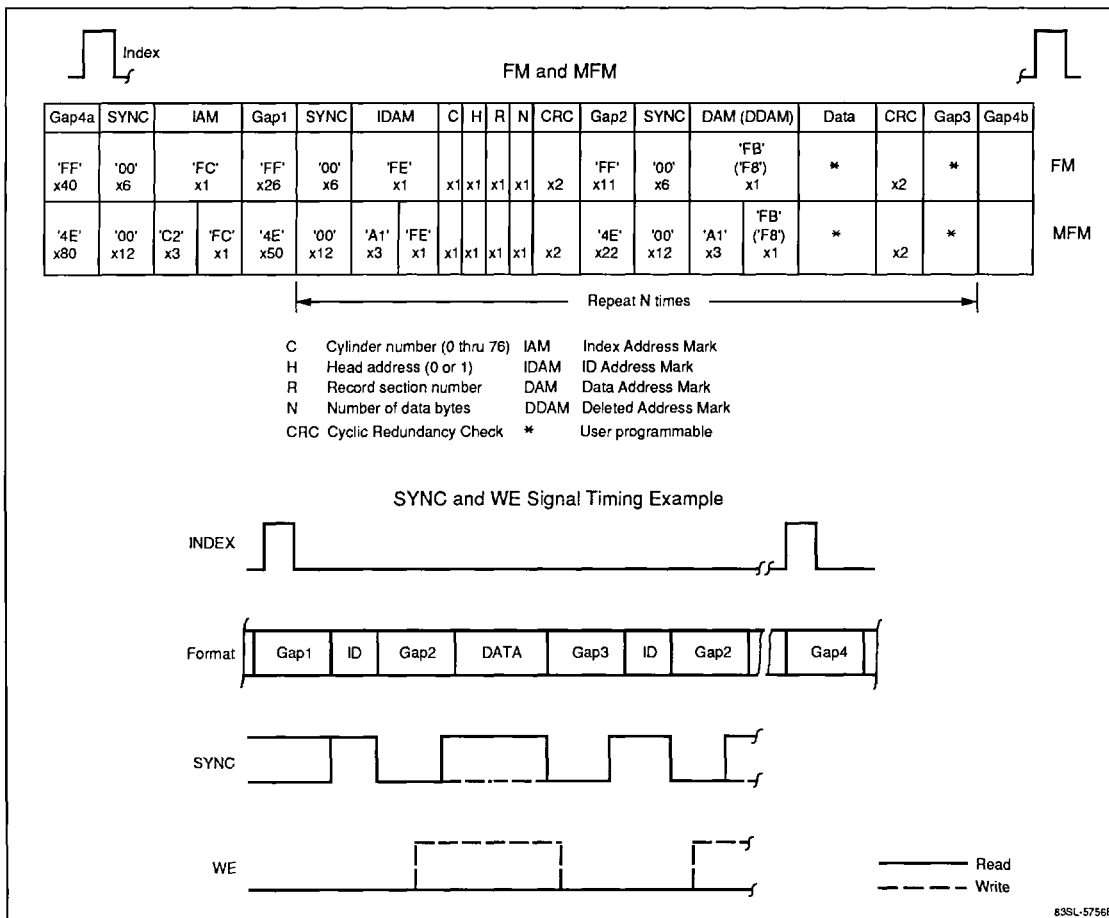 Index
FM and MFM
Gap4a SYNC IAM Gap1 SYNC IDAM C H R N CRC Gap2 SYNC DAM (DDAM) Data CRC Gap3 Gap4b
'FB'
'FF' '00' 'FC' 'FF' '00' 'FE' 'FF' '00' ('F8') * * FM
x40 x6 x1 x26 x6 x1 x1 x1 x1 x1 x2 x11 x6 x1 x2
'FB'
'4E' '00' 'C2' 'FC' '4E' '00' 'A1' 'FE' '4E' '00' 'A1' ('F8') * * MFM
x80 x12 x3 x1 x50 x12 x3 x1 x1 x1 x1 x1 x2 x22 x12 x3 x1 x2
Repeat N times
C Cylinder number (0 thru 76) IAM Index Address Mark
H Head address (0 or 1) IDAM ID Address Mark
R Record section number DAM Data Address Mark
N Number of data bytes DDAM Deleted Address Mark
CRC Cyclic Redundancy Check * User programmable
SYNC and WE Signal Timing Example
INDEX
Format Gap1 ID Gap2 DATA Gap3 ID Gap2 Gap4
SYNC
WE
Read
Write
83SL-5756B